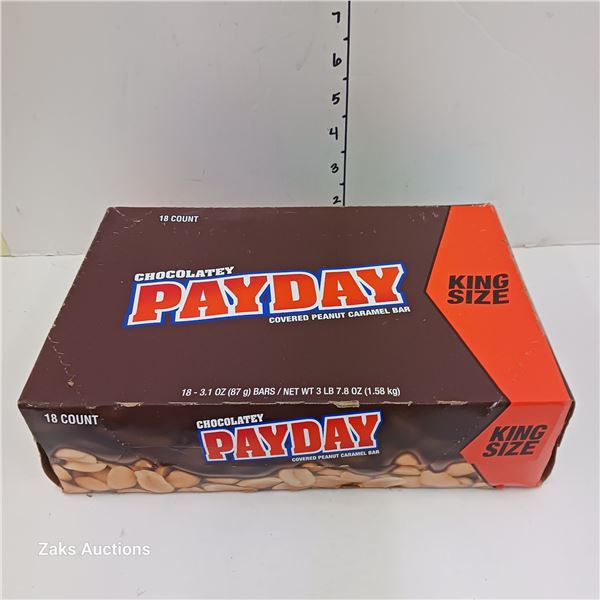 7
6
5
4
3
2
18 COUNT
CHOCOLATEY
PAYDAY
COVERED PEANUT CARAMEL BAR
KING
SIZE
18 - 3.1 OZ (87 g) BARS / NET WT 3 LB 7.8 OZ (1.58 kg)
18 COUNT
CHOCOLATEY
PAYDAY
COVERED PEANUT CARAMEL BAR
KING
SIZE
Zaks Auctions